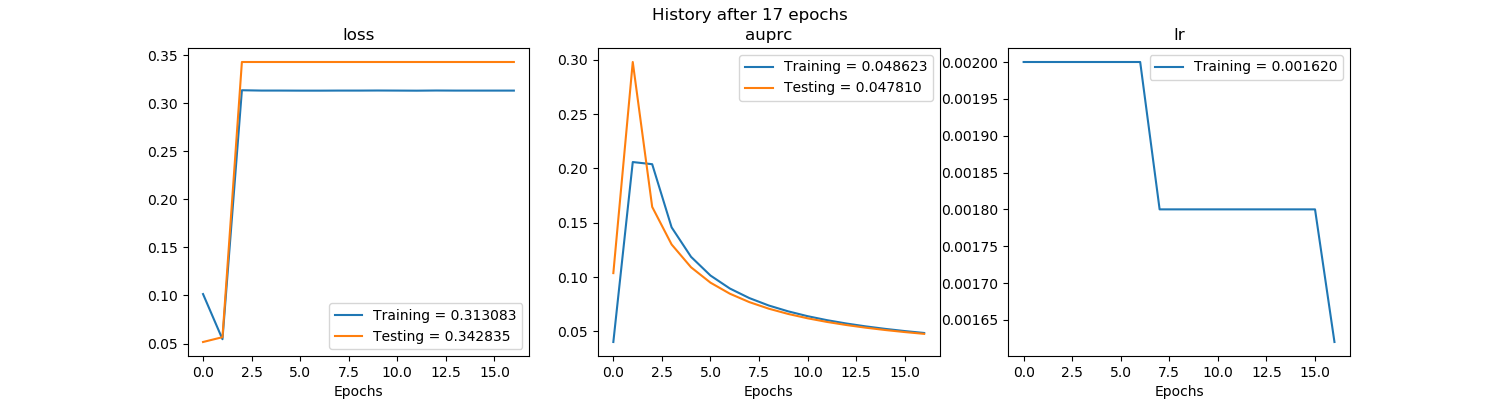 History after 17 epochs
loss
0.35
0.30
0.25
0.20
0.15
0.10
0.05
Training = 0.313083
Testing = 0.342835
0.0 2.5 5.0 7.5 10.0 12.5 15.0
Epochs
auprc
0.30
0.25
0.20
0.15
0.10
0.05
Training = 0.048623
Testing = 0.047810
0.0 2.5 5.0 7.5 10.0 12.5 15.0
Epochs
lr
0.00200
0.00195
0.00190
0.00185
0.00180
0.00175
0.00170
0.00165
Training = 0.001620
0.0 2.5 5.0 7.5 10.0 12.5 15.0
Epochs